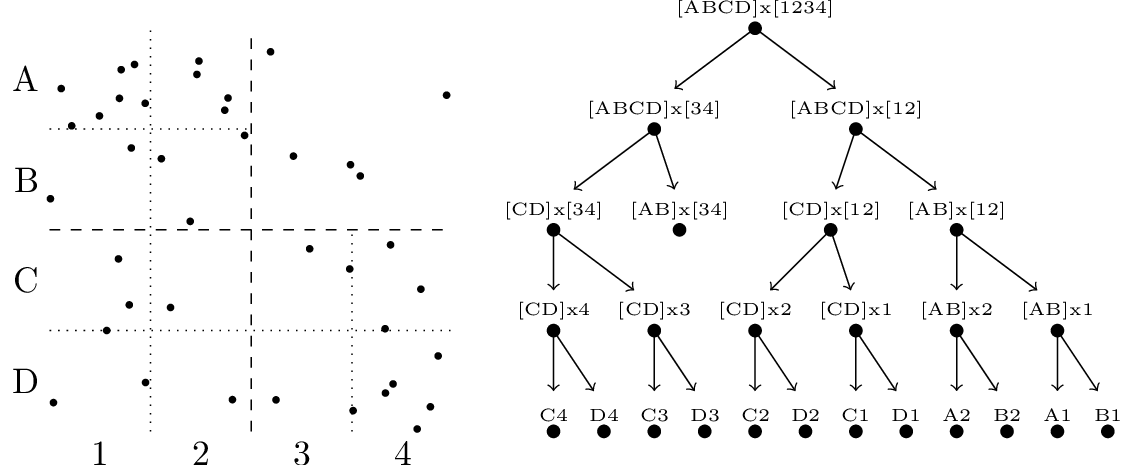 A
B
C
D
1 2 3 4
[ABCD]x[1234]
[ABCD]x[34] [ABCD]x[12]
[CD]x[34] [AB]x[34] [CD]x[12] [AB]x[12]
[CD]x4 [CD]x3 [CD]x2 [CD]x1 [AB]x2 [AB]x1
C4 D4 C3 D3 C2 D2 C1 D1 A2 B2 A1 B1